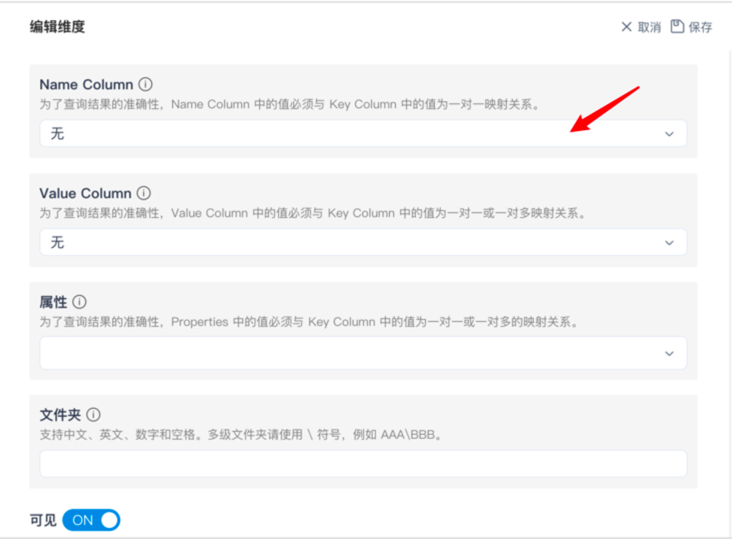 编辑维度
取消 保存
Name Column
为了查询结果的准确性，Name Column 中的值必须与 Key Column 中的值为一对一映射关系。
无
Value Column
为了查询结果的准确性，Value Column 中的值必须与 Key Column 中的值为一对一或一对多映射关系。
无
属性
为了查询结果的准确性，Properties 中的值必须与 Key Column 中的值为一对一或一对多的映射关系。
文件夹
支持中文、英文、数字和空格。多级文件夹请使用 \ 符号，例如 AAA\BBB。
可见 ON